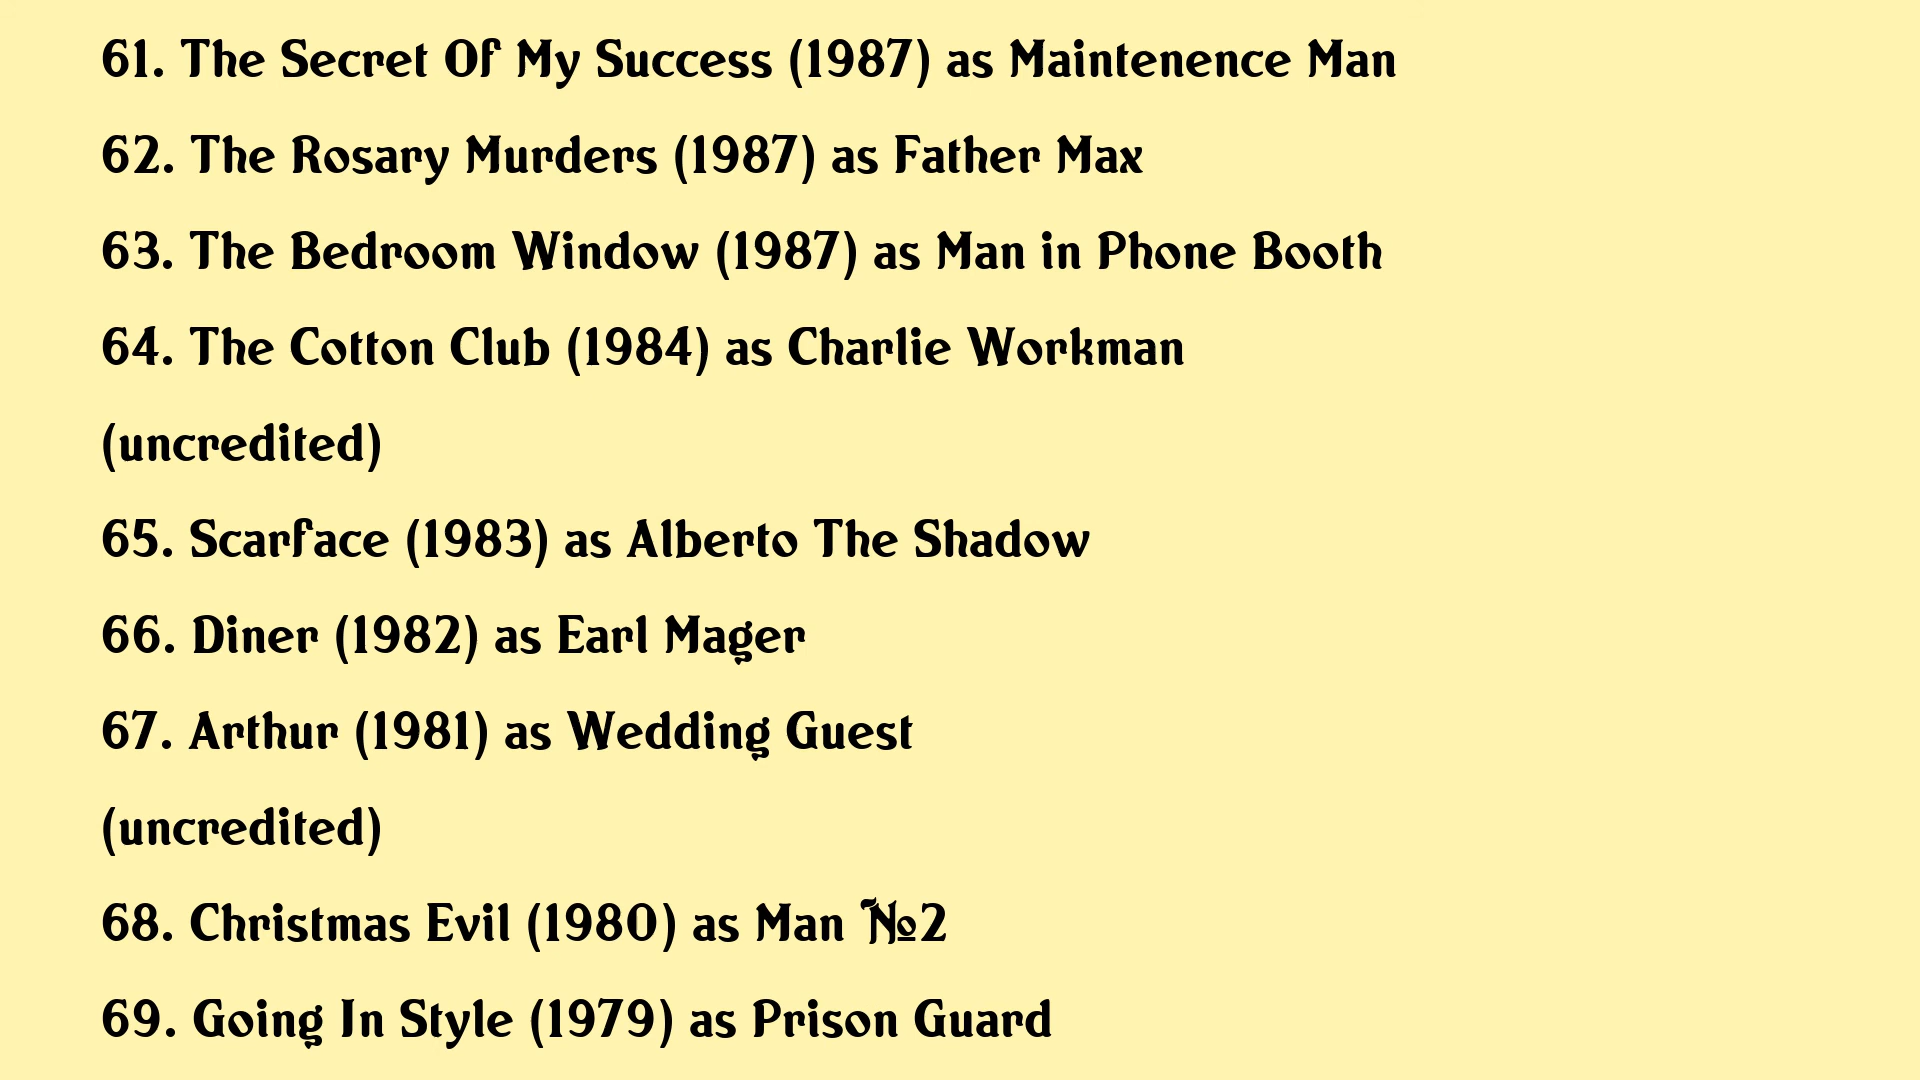 61. The Secret Of My Success (1987) as Maintenence Man
62. The Rosary Murders (1987) as Father Max
63. The Bedroom Window (1987) as Man in Phone Booth
64. The Cotton Club (1984) as Charlie Workman
(uncredited)
65. Scarface (1983) as Alberto The Shadow
66. Diner (1982) as Earl Mager
67. Arthur (1981) as Wedding Guest
(uncredited)
68. Christmas Evil (1980) as Man №2
69. Going In Style (1979) as Prison Guard